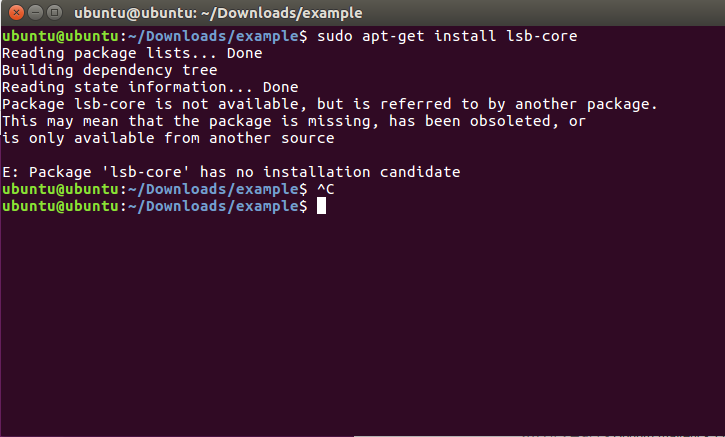 ubuntu@ubuntu: ~/Downloads/example
ubuntu@ubuntu:~/Downloads/example$ sudo apt-get install lsb-core
Reading package lists... Done
Building dependency tree
Reading state information... Done
Package lsb-core is not available, but is referred to by another package.
This may mean that the package is missing, has been obsoleted, or
is only available from another source

E: Package 'lsb-core' has no installation candidate
ubuntu@ubuntu:~/Downloads/example$ ^C
ubuntu@ubuntu:~/Downloads/example$